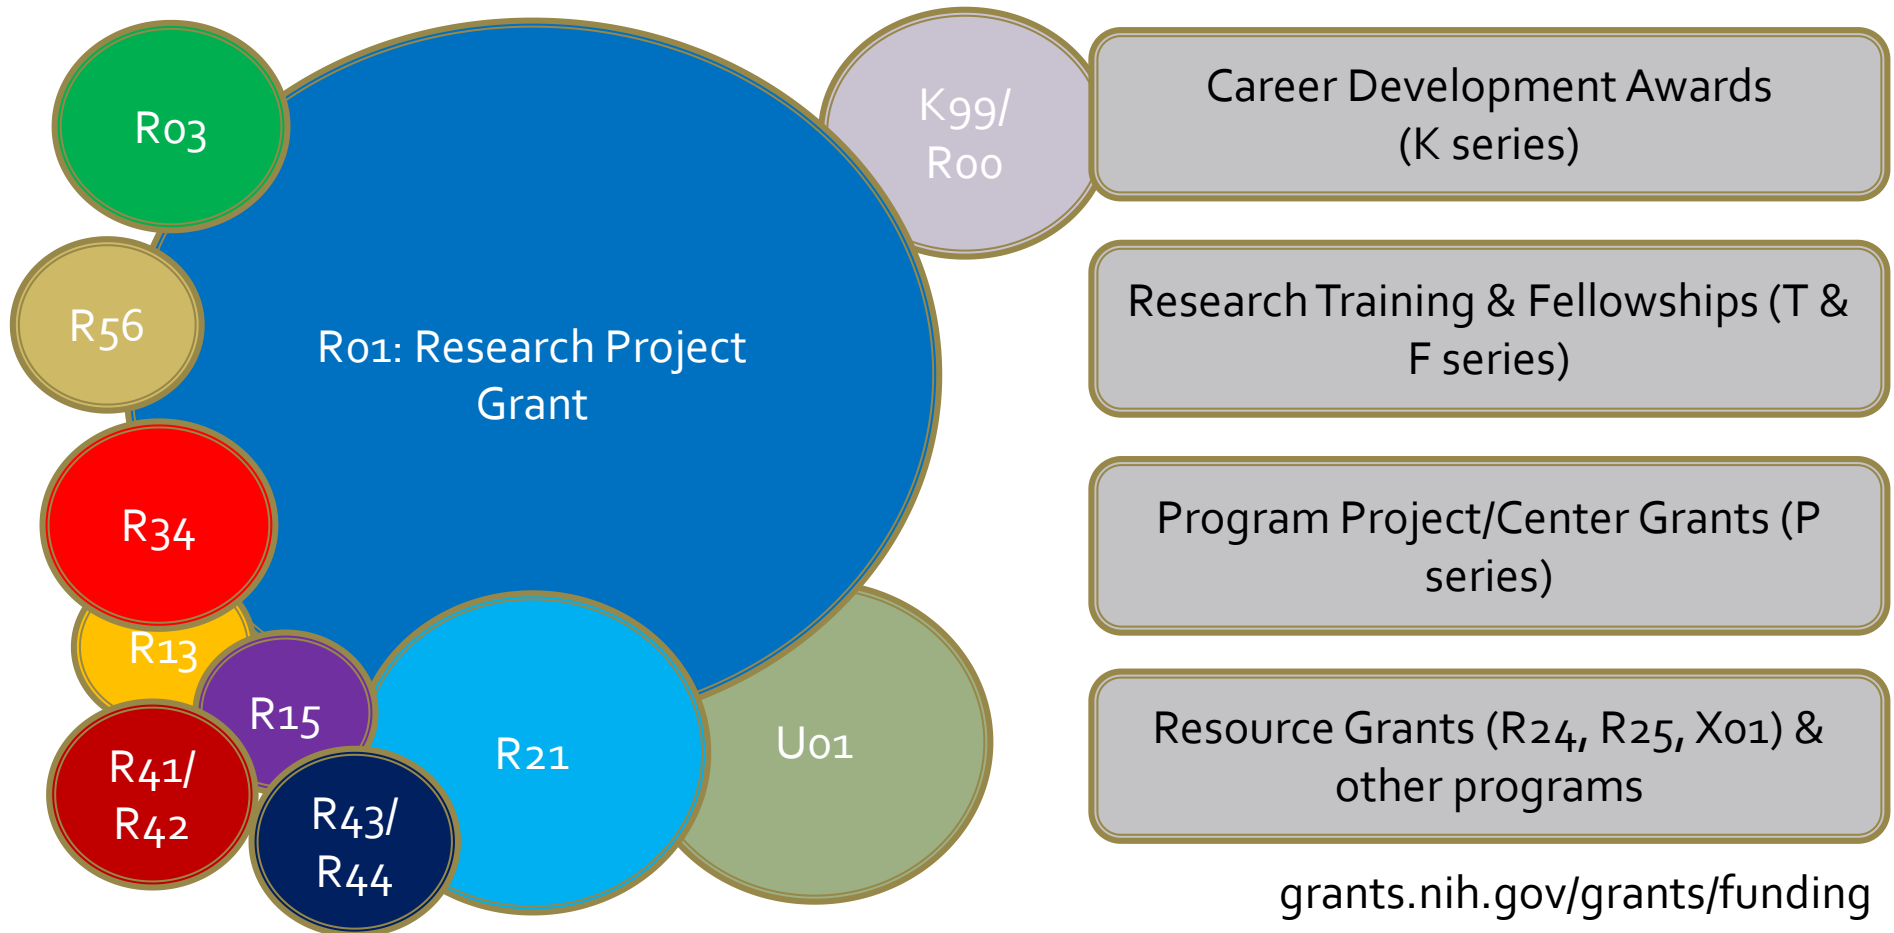 R03
K99/
R00
Career Development Awards
(K series)
R56
R01: Research Project
Grant
Research Training & Fellowships (T &
F series)
R34
Program Project/Center Grants (P
series)
R13
R15
R21
U01
R41/
R42
R43/
R44
Resource Grants (R24, R25, X01) &
other programs
grants.nih.gov/grants/funding